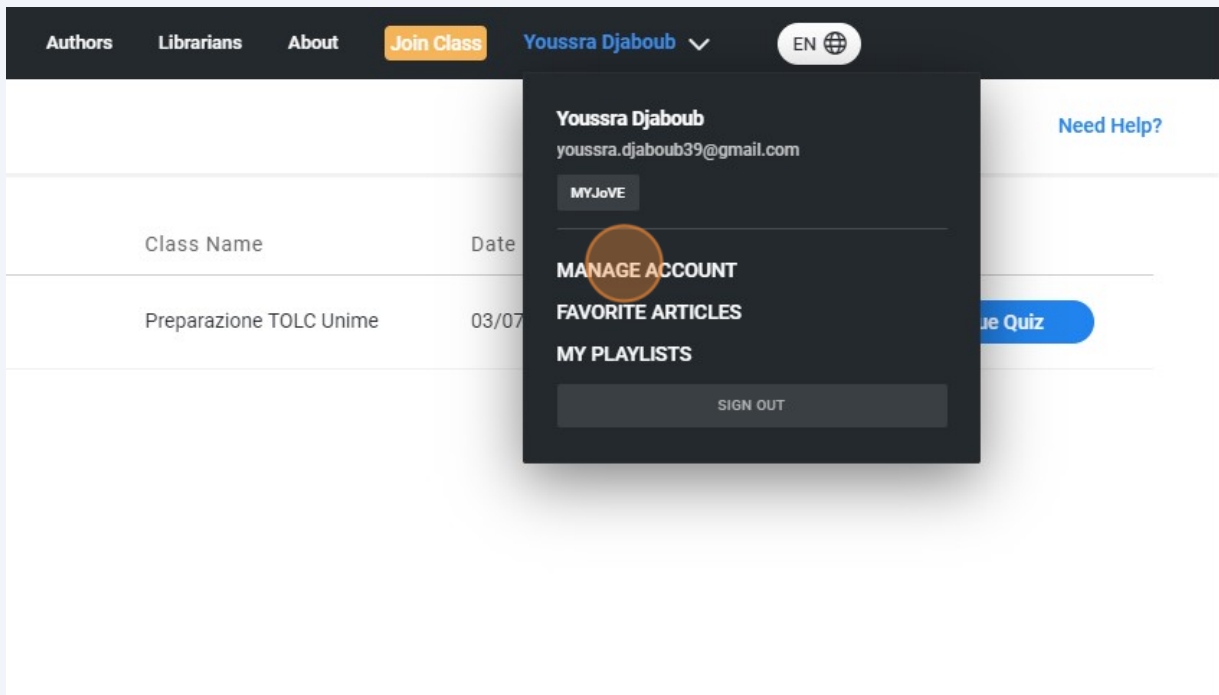 Authors Librarians About Join Class Youssra Djaboub EN
Youssra Djaboub
youssra.djaboub39@gmail.com
Need Help?
MYJoVE
Class Name Date
MANAGE ACCOUNT
Preparazione TOLC Unime 03/07
FAVORITE ARTICLES
Quiz
MY PLAYLISTS
SIGN OUT